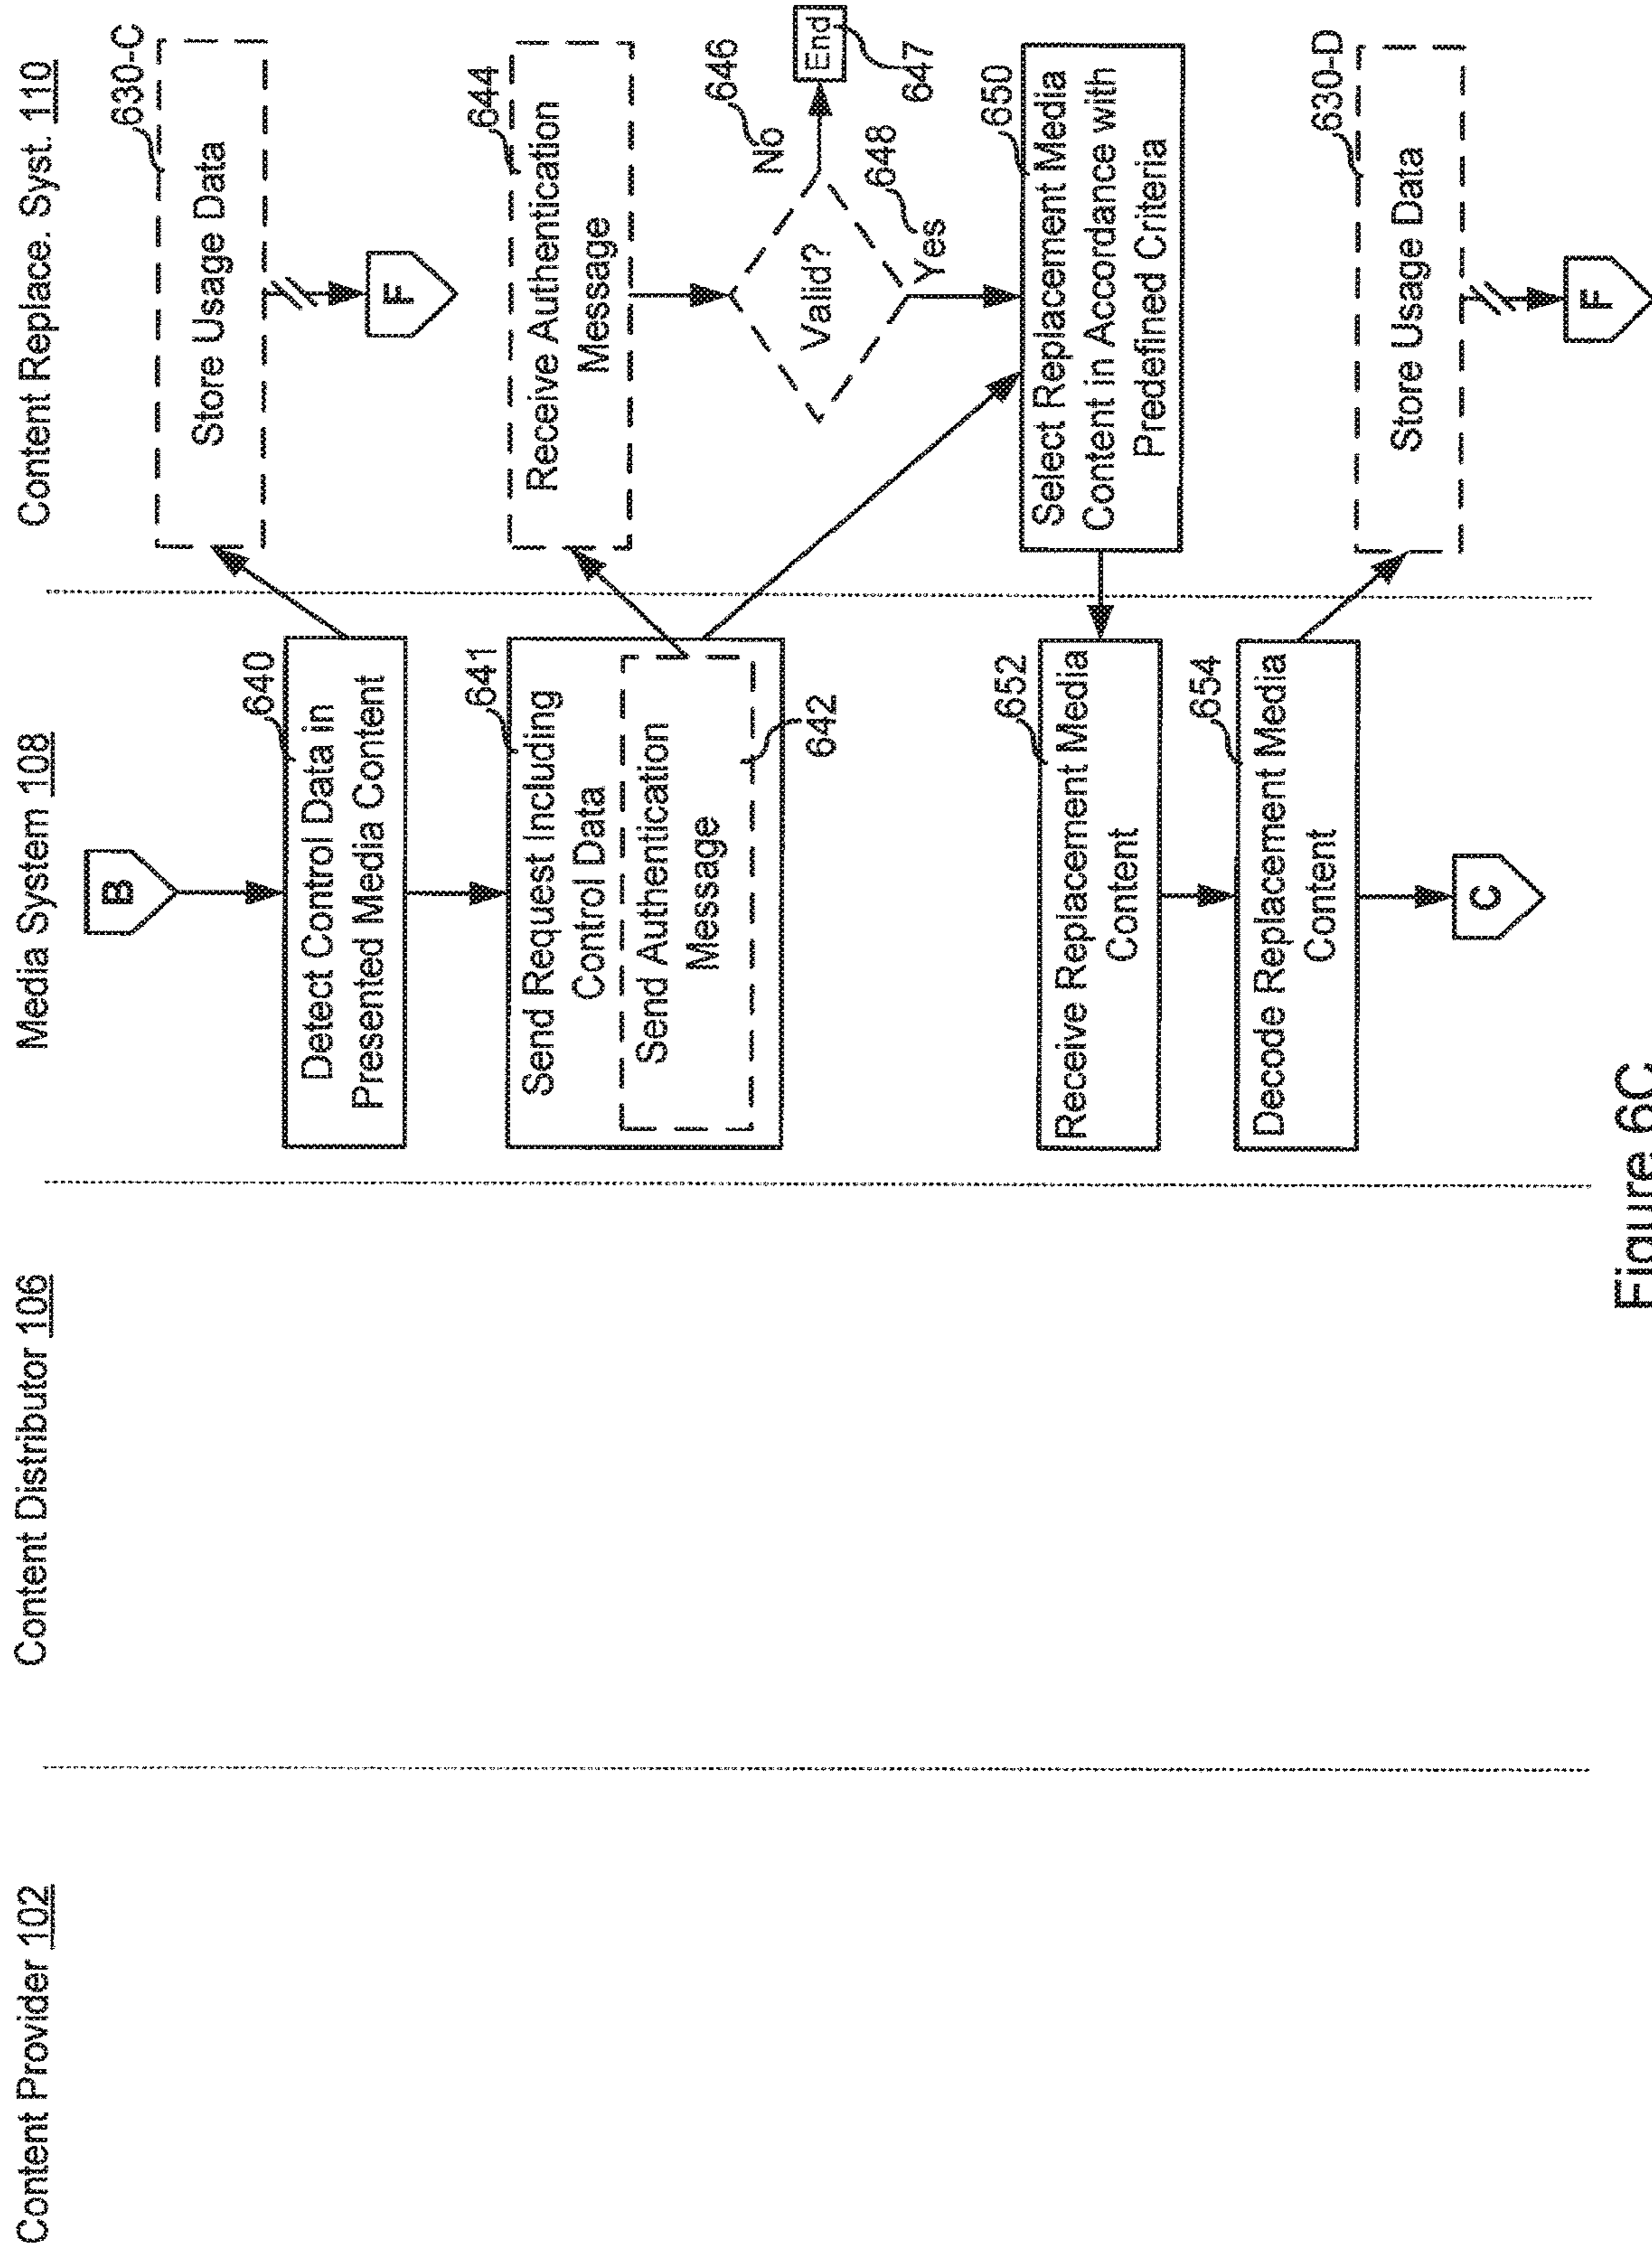 Content Provider 102
Content Distributor 106
Media System 108
Content Replace. Syst. 110
B
640
Detect Control Data in
Presented Media Content
630-C
Store Usage Data
F
641
Send Request Including
Control Data
Send Authentication
Message
642
644
Receive Authentication
Message
Valid?
646
No
End
647
648
Yes
650
Select Replacement Media
Content in Accordance with
Predefined Criteria
652
Receive Replacement Media
Content
654
Decode Replacement Media
Content
C
630-D
Store Usage Data
F
Figure 6C